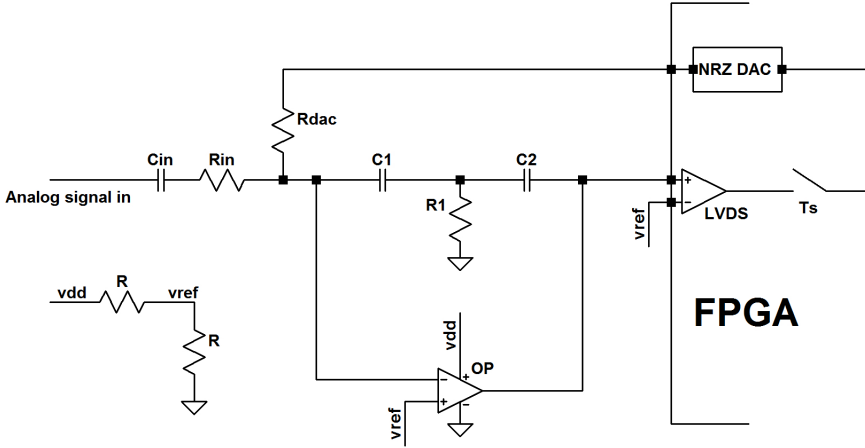 NRZ DAC
Rdac
Cin
Rin
C1
C2
Analog signal in
R1
+
-
LVDS
Ts
vref
vdd
R
vref
R
FPGA
vdd
OP
+
-
+
-
vref